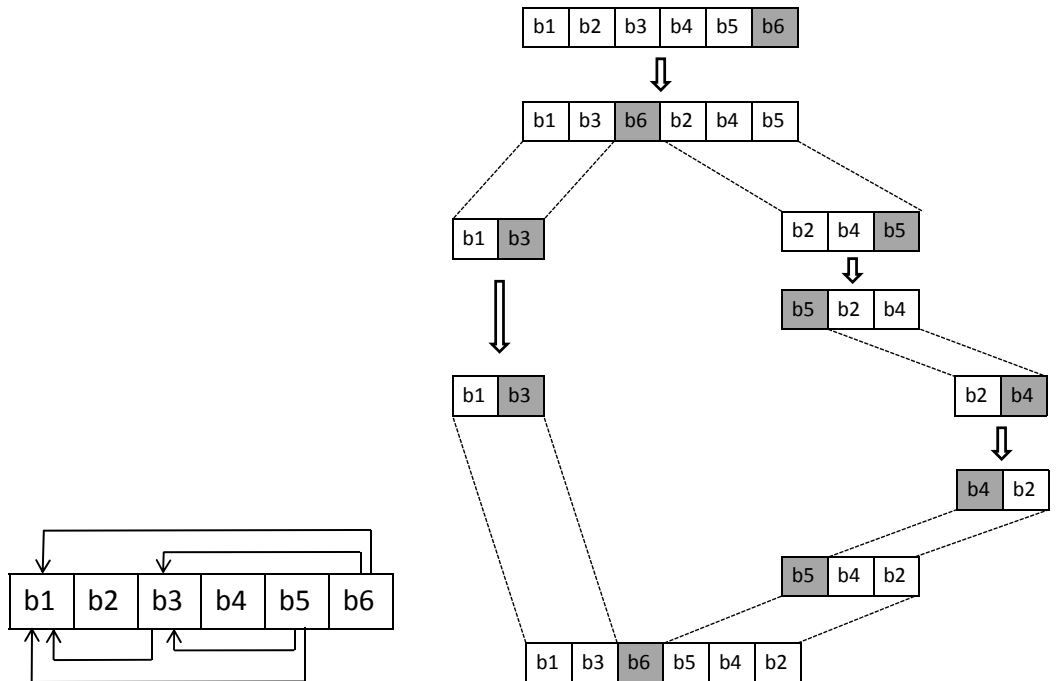 b1 b2 b3 b4 b5 b6
b1 b3 b6 b2 b4 b5
b1 b3
b2 b4 b5
b5 b2 b4
b1 b3
b2 b4
b4 b2
b5 b4 b2
b1 b2 b3 b4 b5 b6
b1 b3 b6 b5 b4 b2